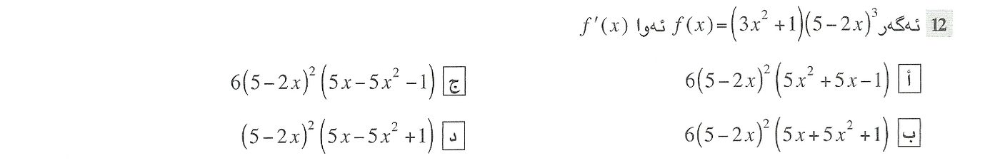 12 ئەگەر f(x)=(3x²+1)(5−2x)³ ئەوا f′(x)
أ 6(5−2x)²(5x²+5x−1)
ج 6(5−2x)²(5x−5x²−1)
ب 6(5−2x)²(5x+5x²+1)
د (5−2x)²(5x−5x²+1)